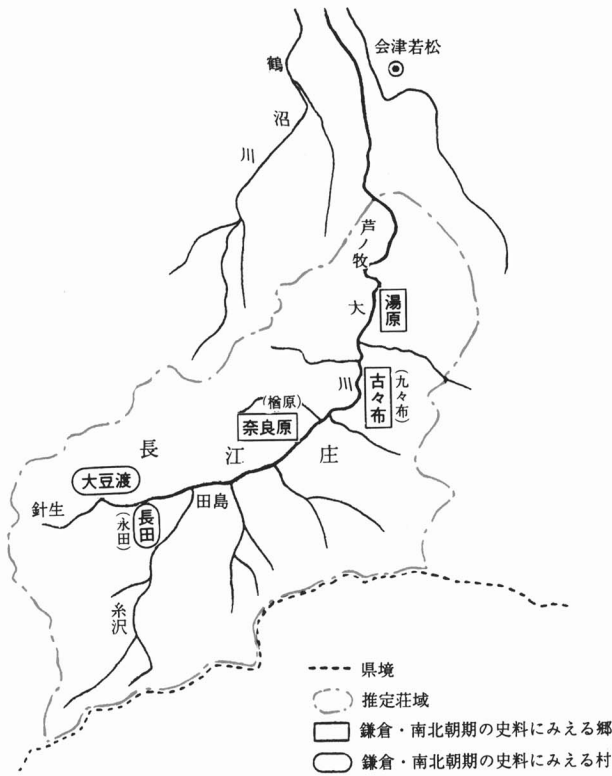 会津若松
鶴沼川
芦ノ牧
大川
湯原
古々布
(九々布)
(楢原)
奈良原
長江庄
大豆渡
針生
田島
長田
(永田)
糸沢
県境
推定荘域
鎌倉・南北朝期の史料にみえる郷
鎌倉・南北朝期の史料にみえる村